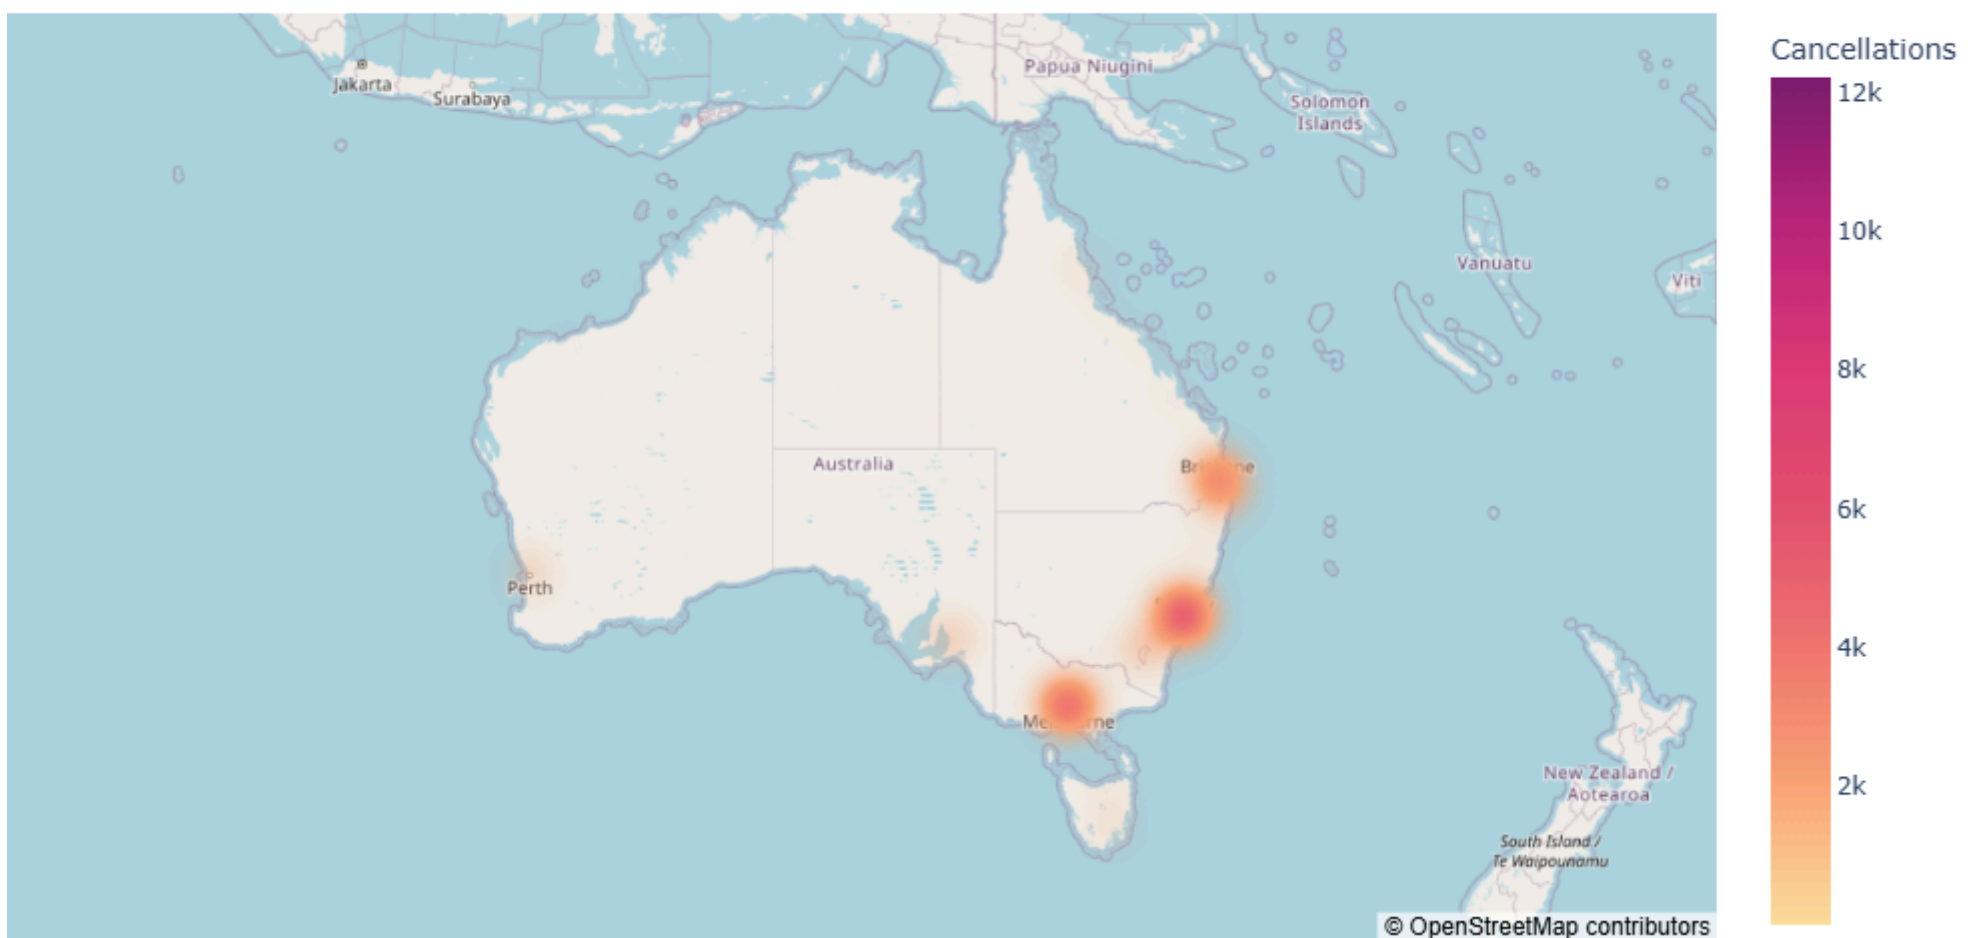 Cancellations
12k
10k
8k
6k
4k
2k
Jakarta
Surabaya
Papua Niugini
Solomon
Islands
Vanuatu
Viti
Australia
Perth
New Zealand /
Aotearoa
South Island /
Te Waipounamu
© OpenStreetMap contributors